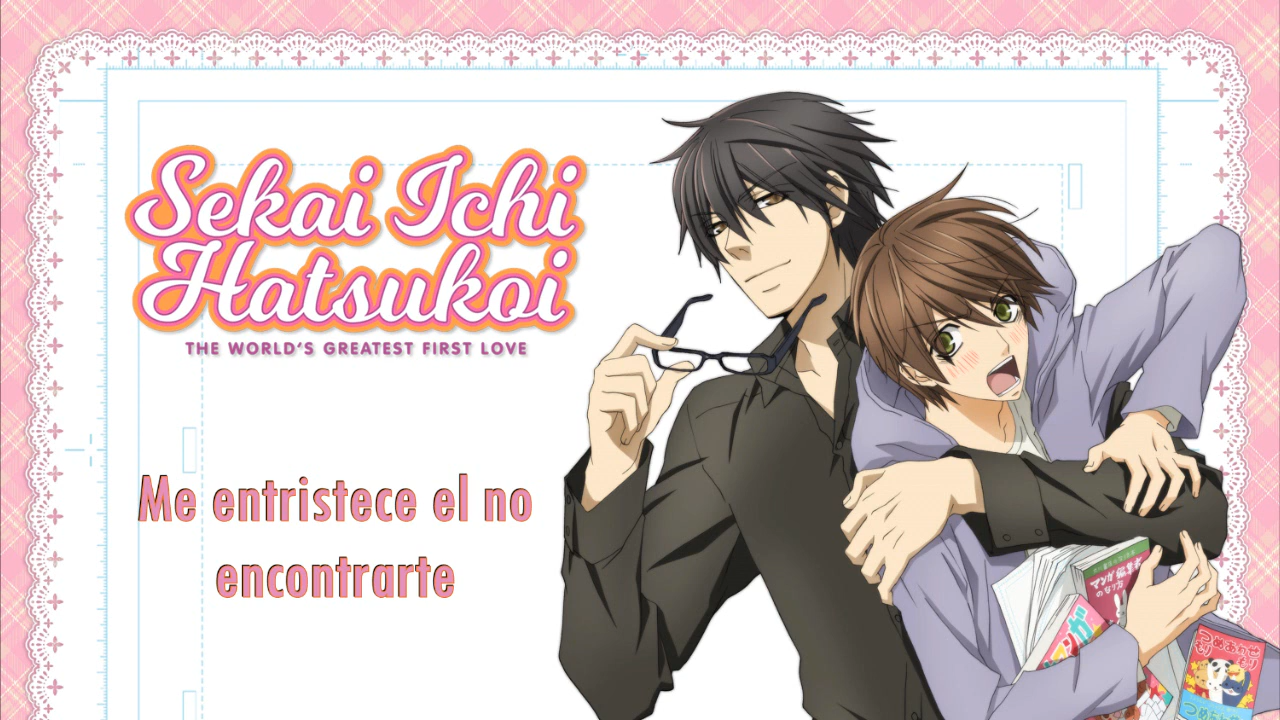 Sekai Ichi
Hatsukoi
THE WORLD'S GREATEST FIRST LOVE
Me entristece el no
encontrarte